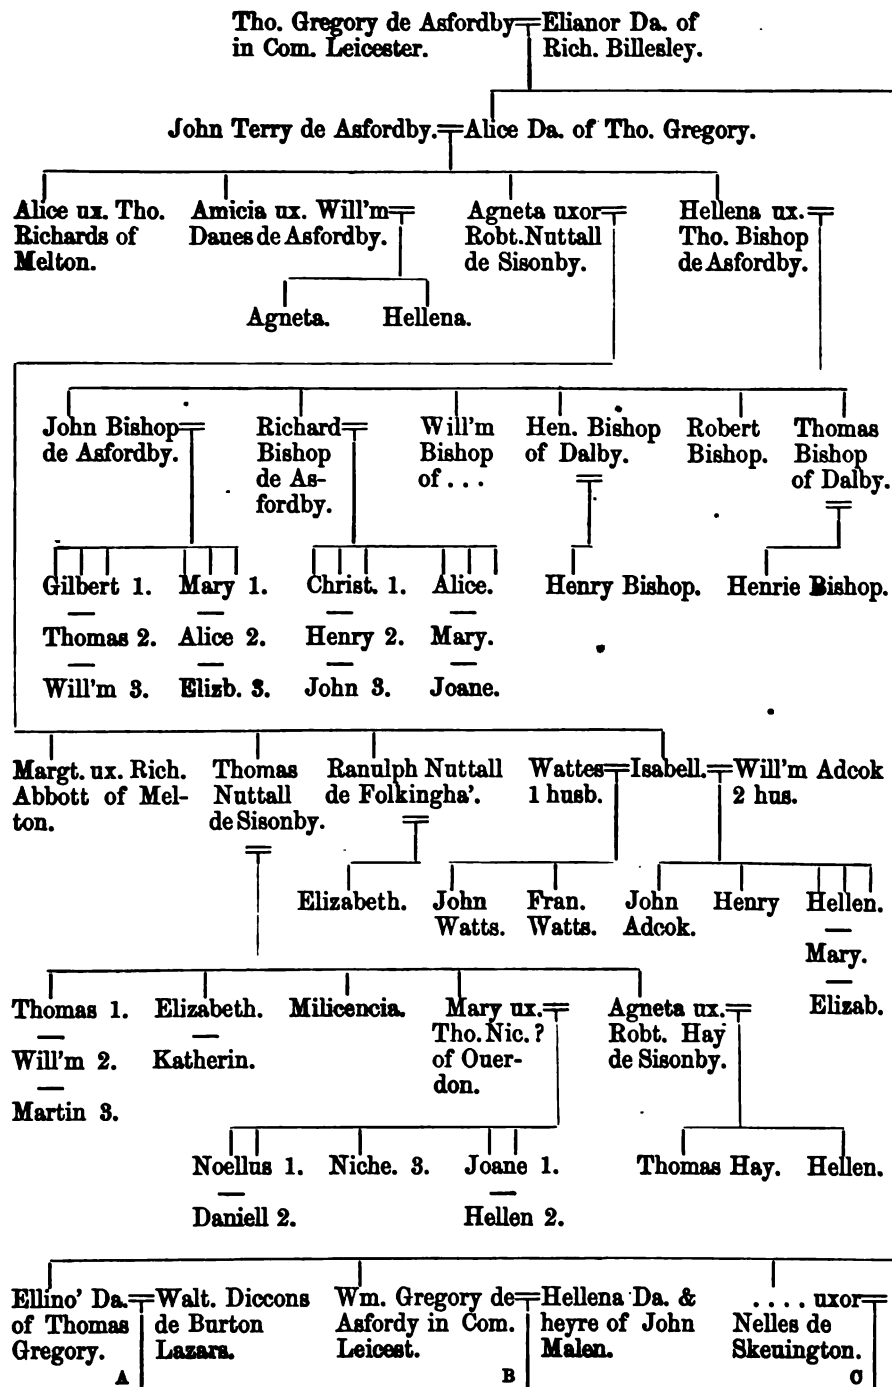 Tho. Gregory de Asfordby = Elianor Da. of
in Com. Leicester. Rich. Billesley.
John Terry de Asfordby. = Alice Da. of Tho. Gregory.
Alice ux. Tho. Amicia ux. Will'm = Agneta uxor = Hellena ux. =
Richards of Daues de Asfordby. Robt. Nuttall Tho. Bishop
Melton. de Sisonby. de Asfordby.
Agneta. Hellena.
John Bishop = Richard = Will'm Hen. Bishop Robert Thomas
de Asfordby. Bishop Bishop of Dalby. Bishop. Bishop
de As- of . . . of Dalby.
fordby.
Gilbert 1. Mary 1. Christ. 1. Alice. Henry Bishop. Henrie Bishop.
Thomas 2. Alice 2. Henry 2. Mary.
Will'm 3. Elizb. 3. John 3. Joane.
Margt. ux. Rich. Thomas Ranulph Nuttall Wattes = Isabell. = Will'm Adcok
Abbott of Mel- Nuttall de Folkingha'. 1 husb. 2 hus.
ton. de Sisonby.
Elizabeth. John Fran. John Henry Hellen.
Watts. Watts. Adcok. Mary.
Elizab.
Thomas 1. Elizabeth. Milicencia. Mary ux. = Agneta ux. =
Will'm 2. Katherin. Tho. Nic. ? Robt. Hay
Martin 3. of Ouer- de Sisonby.
don.
Noellus 1. Niche. 3. Joane 1. Thomas Hay. Hellen.
Daniell 2. Hellen 2.
Ellino' Da. = Walt. Diccons Wm. Gregory de = Hellena Da. & . . . . uxor =
of Thomas de Burton Asfordy in Com. heyre of John Nelles de
Gregory. Lazars. Leicest. Malen. Skeuington.
A B C